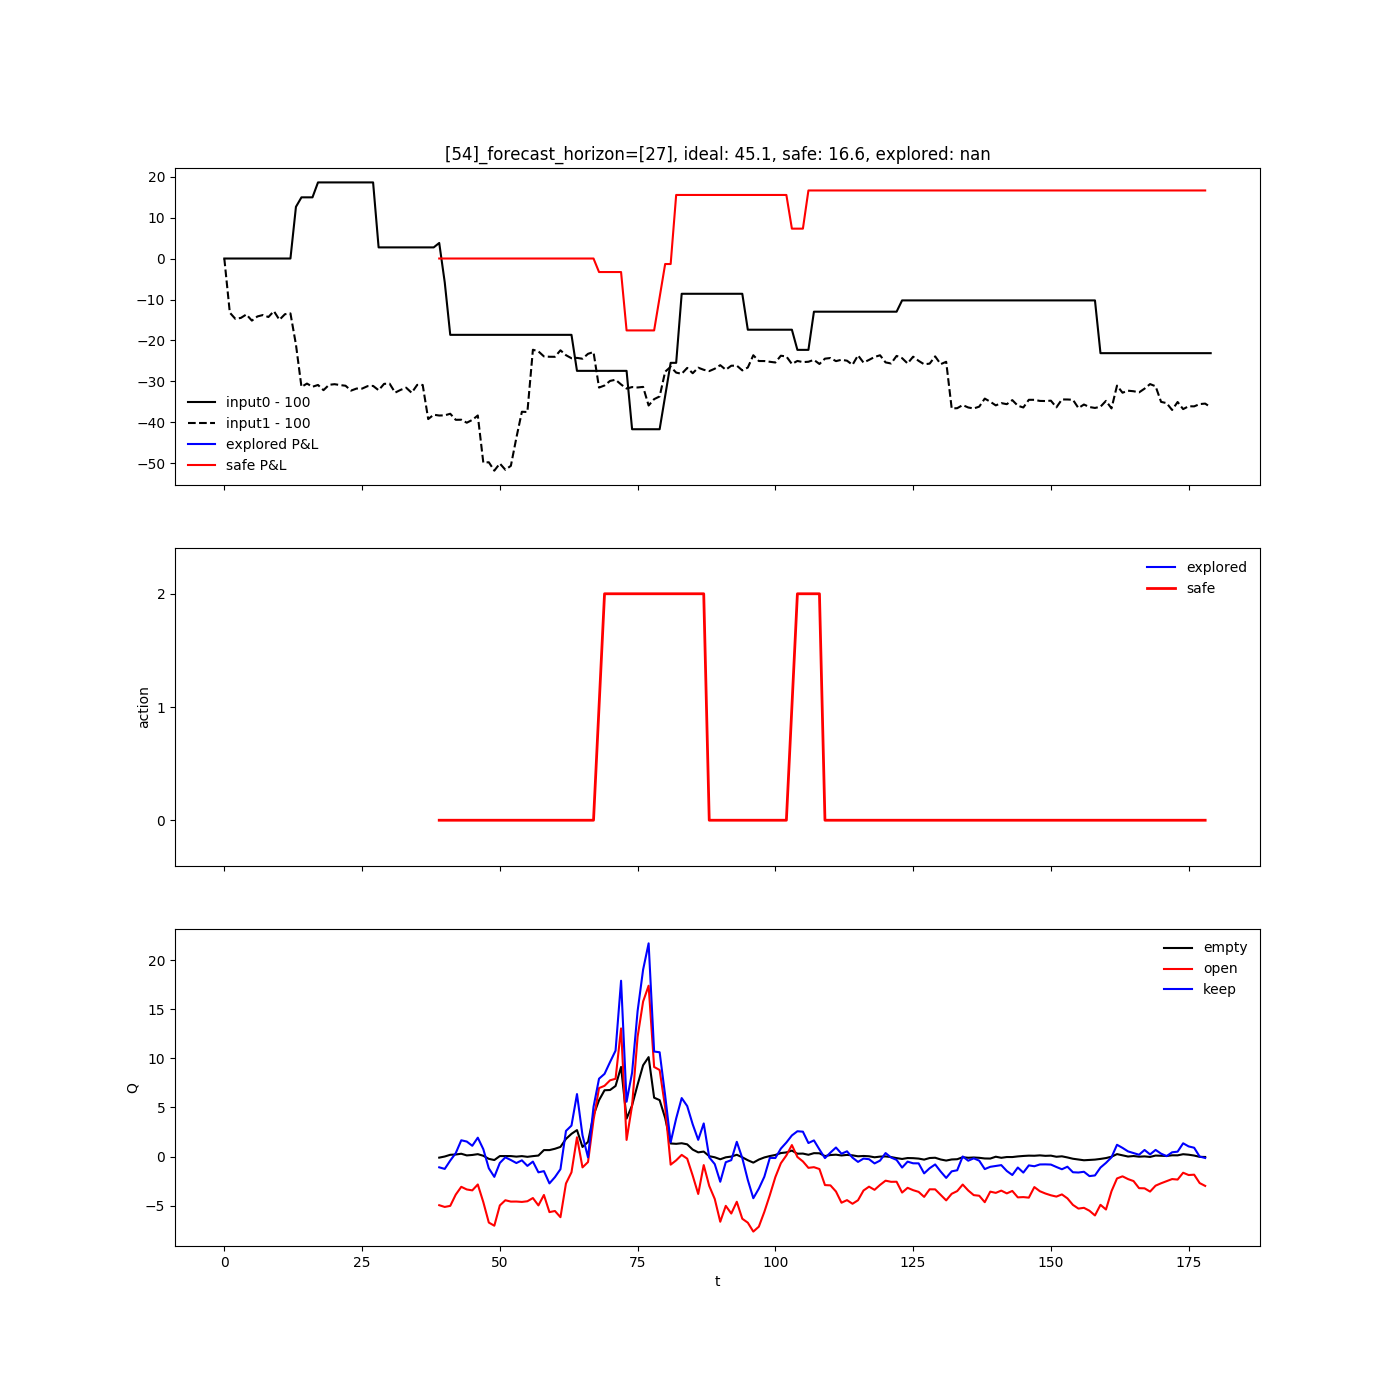 [54]_forecast_horizon=[27], ideal: 45.1, safe: 16.6, explored: nan
20
10
0
−10
−20
−30
−40
−50
input0 - 100
input1 - 100
explored P&L
safe P&L
action
2
1
0
explored
safe
Q
20
15
10
5
0
−5
empty
open
keep
0 25 50 75 100 125 150 175
t